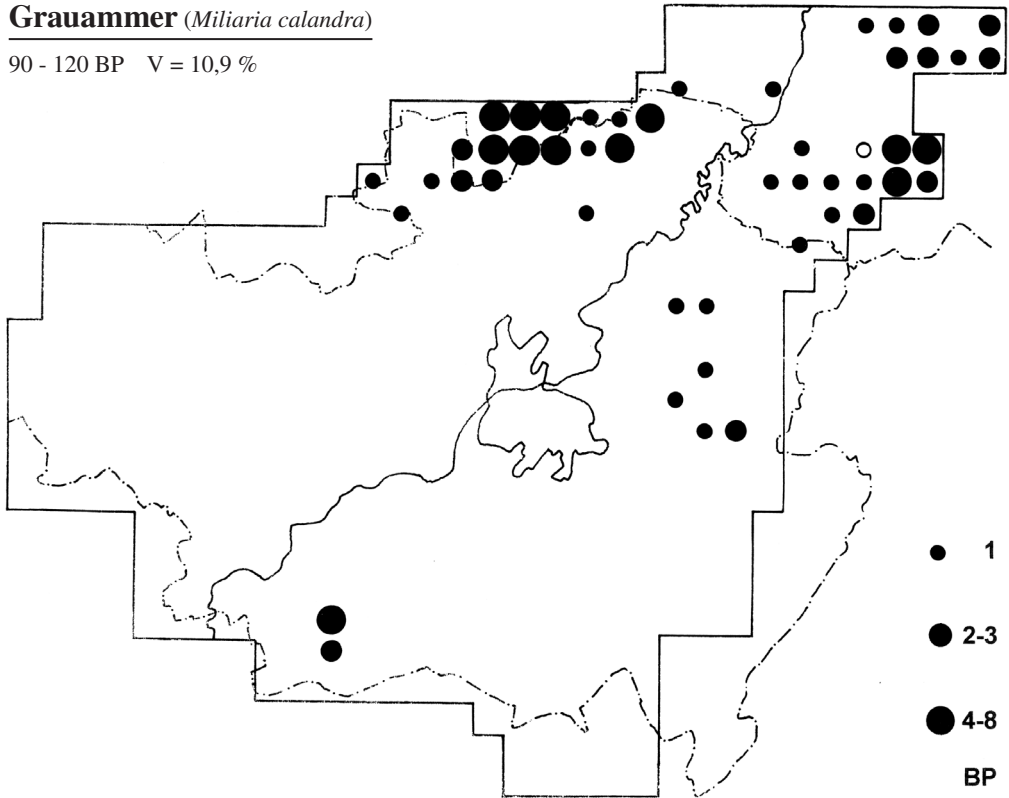 Grauammer (Miliaria calandra)
90 - 120 BP V = 10,9 %
1
2-3
4-8
BP